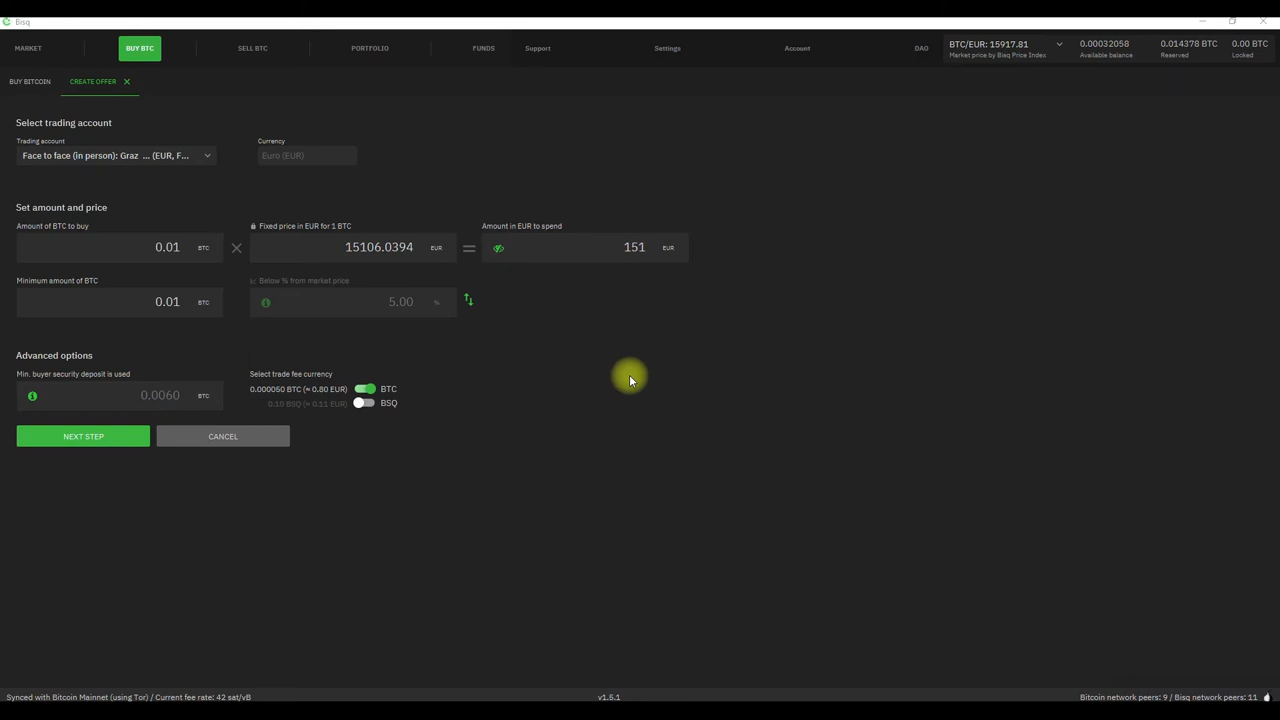 Bisq
MARKET
BUY BTC
SELL BTC
PORTFOLIO
FUNDS
Support
Settings
Account
DAO
BTC/EUR: 15917.81
Market price by Bisq Price Index
0.00032058
Available balance
0.014378 BTC
Reserved
0.00 BTC
Locked
BUY BITCOIN
CREATE OFFER
Select trading account
Trading account
Face to face (in person): Graz ... (EUR, F...
Currency
Euro (EUR)
Set amount and price
Amount of BTC to buy
0.01 BTC
Fixed price in EUR for 1 BTC
15106.0394 EUR
Amount in EUR to spend
151 EUR
Minimum amount of BTC
0.01 BTC
Below % from market price
5.00 %
Advanced options
Min. buyer security deposit is used
0.0060 BTC
Select trade fee currency
0.000050 BTC (≈ 0.80 EUR) BTC
0.10 BSQ (≈ 0.11 EUR) BSQ
NEXT STEP
CANCEL
Synced with Bitcoin Mainnet (using Tor) / Current fee rate: 42 sat/vB
v1.5.1
Bitcoin network peers: 9 / Bisq network peers: 11